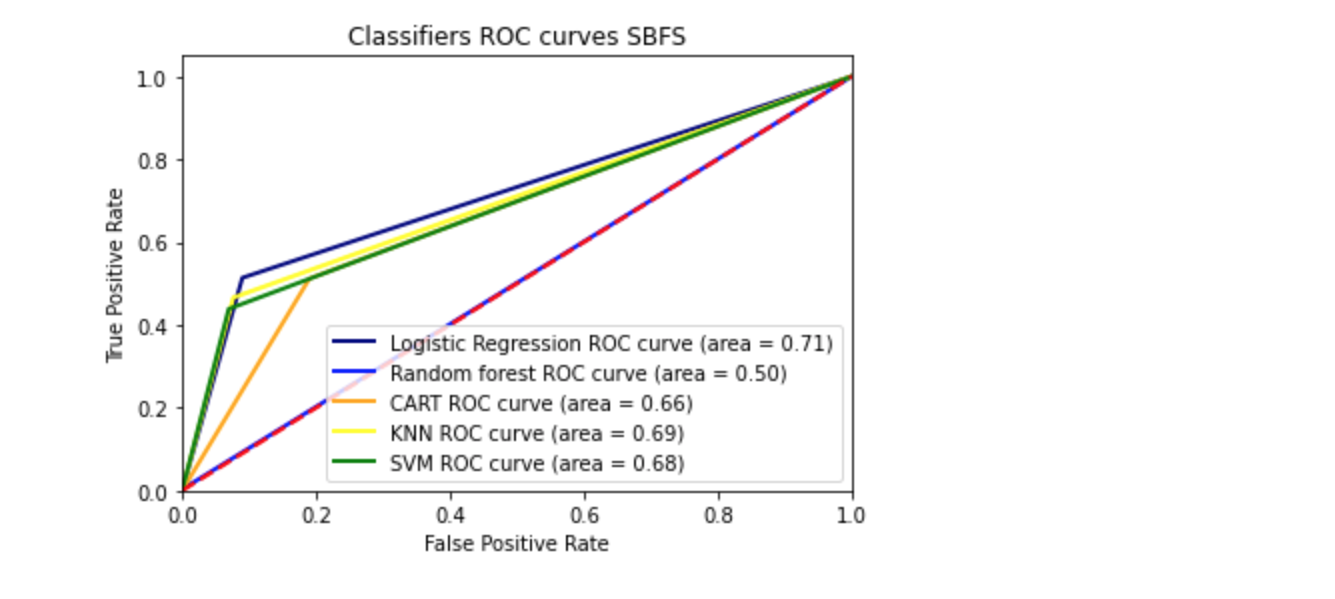 Classifiers ROC curves SBFS
1.0
0.8
0.6
0.4
0.2
0.0
True Positive Rate
Logistic Regression ROC curve (area = 0.71)
Random forest ROC curve (area = 0.50)
CART ROC curve (area = 0.66)
KNN ROC curve (area = 0.69)
SVM ROC curve (area = 0.68)
0.0 0.2 0.4 0.6 0.8 1.0
False Positive Rate